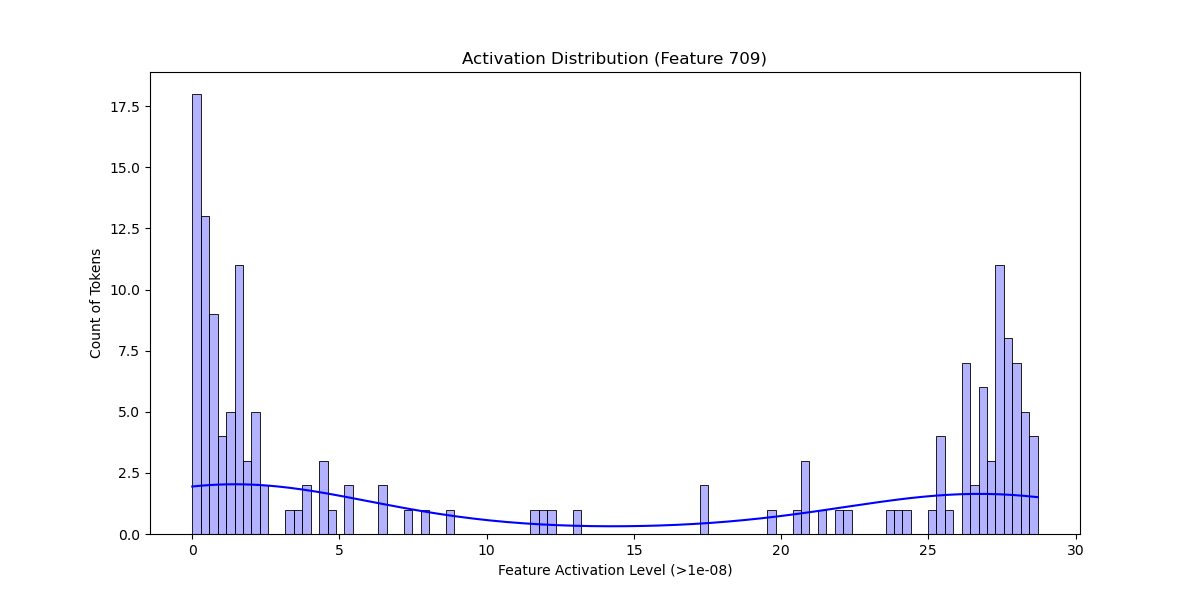 Activation Distribution (Feature 709)
17.5
15.0
12.5
10.0
7.5
5.0
2.5
0.0
Count of Tokens
0 5 10 15 20 25 30
Feature Activation Level (>1e-08)